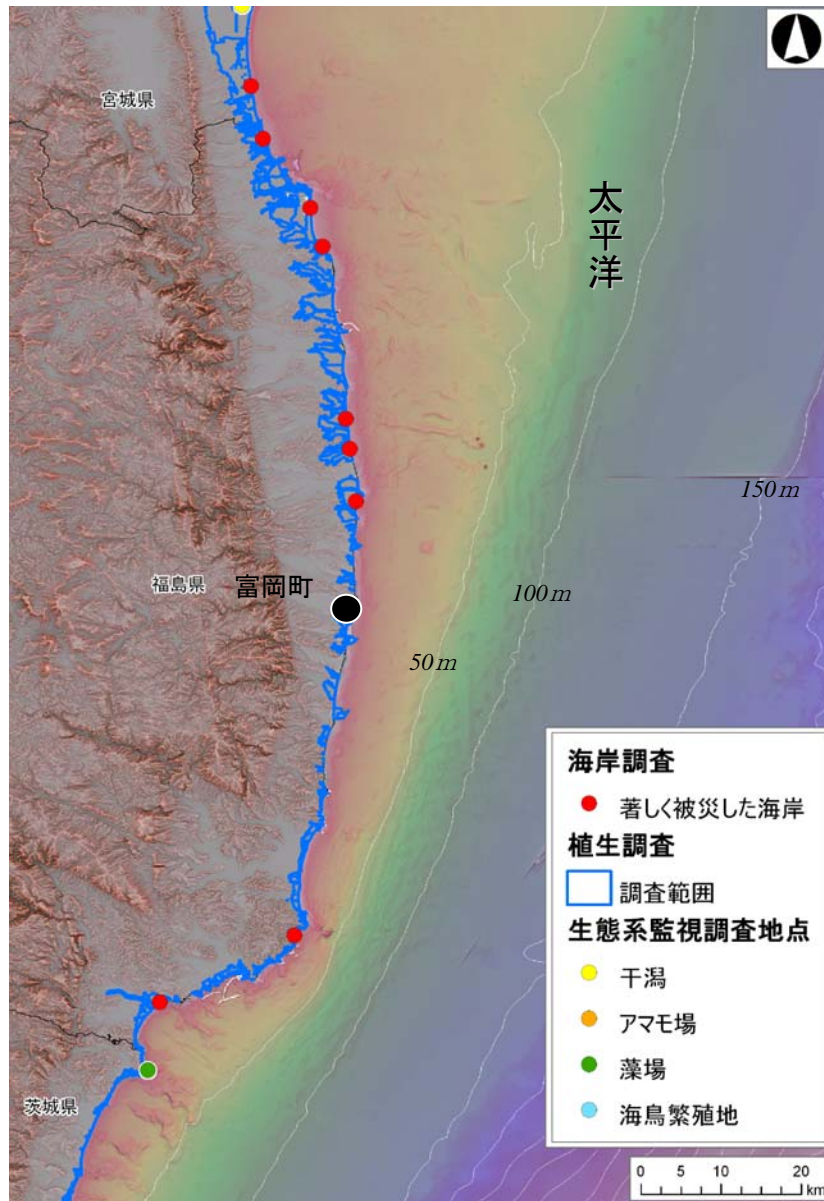 宮城県
太平洋
150m
福島県
富岡町
100m
50m
海岸調査
著しく被災した海岸
植生調査
調査範囲
生態系監視調査地点
干潟
アマモ場
藻場
海鳥繁殖地
茨城県
0 5 10 20
km